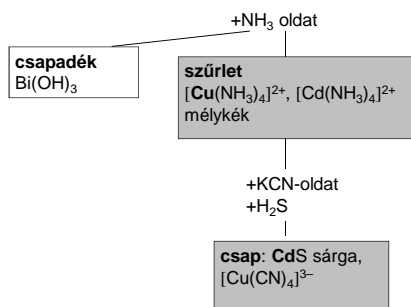 +NH₃ oldat
csapadék
Bi(OH)₃
szűrlet
[Cu(NH₃)₄]²⁺, [Cd(NH₃)₄]²⁺
mélykék
+KCN-oldat
+H₂S
csap: CdS sárga,
[Cu(CN)₄]³⁻